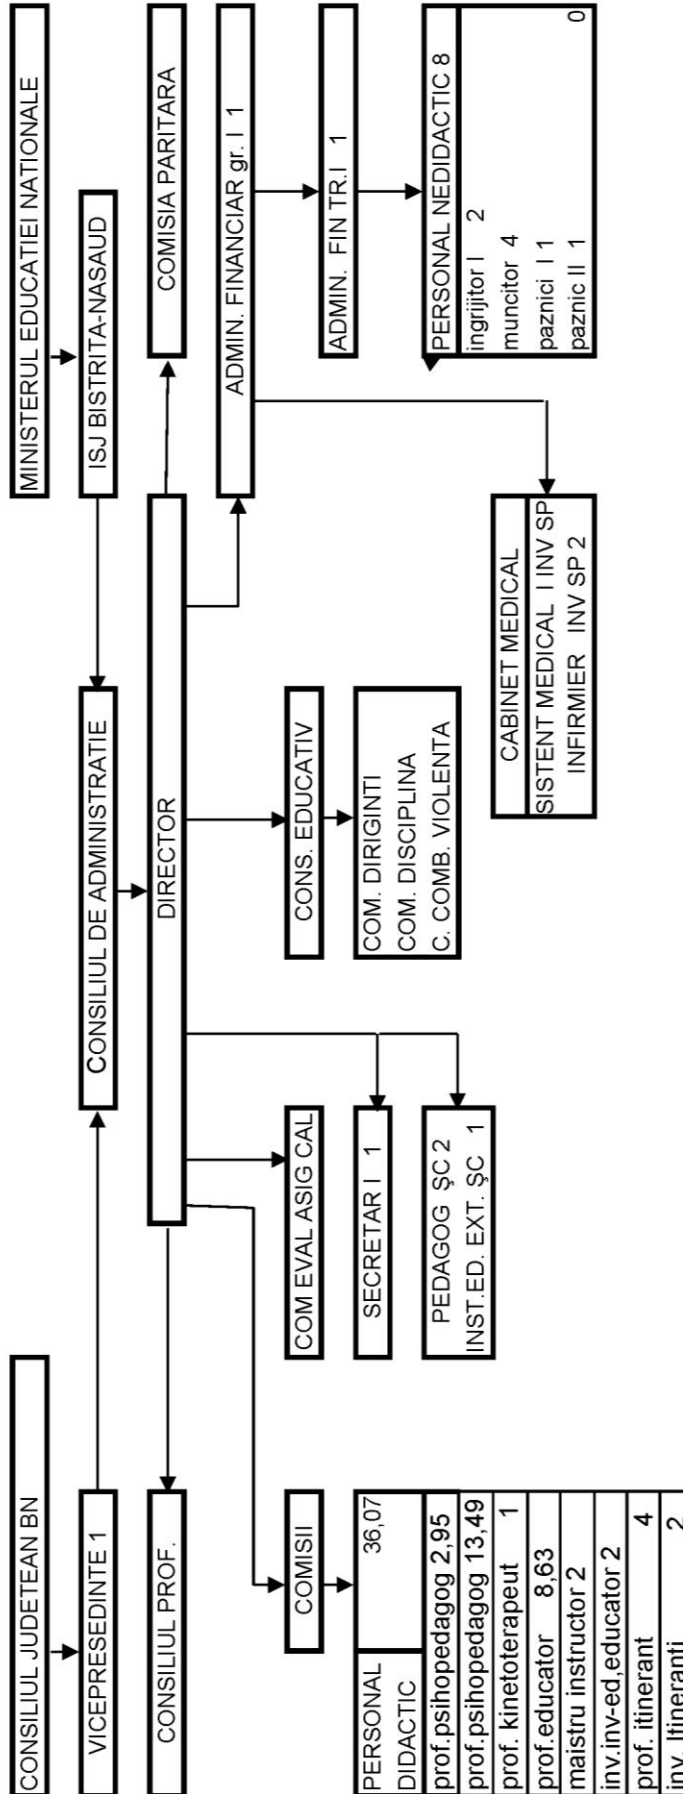 CONSILIUL JUDETEAN BN
MINISTERUL EDUCATIEI NATIONALE
VICEPRESEDINTE 1
CONSILIUL DE ADMINISTRATIE
ISJ BISTRITA-NASAUD
CONSILIUL PROF.
DIRECTOR
COMISIA PARITARA
ADMIN. FINANCIAR gr. I 1
COMISII
COM EVAL ASIG CAL
CONS. EDUCATIV
ADMIN. FIN TR.I 1
PERSONAL
DIDACTIC
36,07
SECRETAR I 1
COM. DIRIGINTI
COM. DISCIPLINA
C. COMB. VIOLENTA
prof.psihopedagog 2,95
prof.psihopedagog 13,49
prof. kinetoterapeut 1
prof.educator 8,63
maistru instructor 2
inv.inv-ed,educator 2
prof. itinerant 4
inv. Itineranti 2
PEDAGOG ŞC 2
INST.ED. EXT. ŞC 1
PERSONAL NEDIDACTIC 8
ingrijitor I 2
muncitor 4
paznici I 1
paznic II 1
0
CABINET MEDICAL
SISTENT MEDICAL I INV SP
INFIRMIER INV SP 2